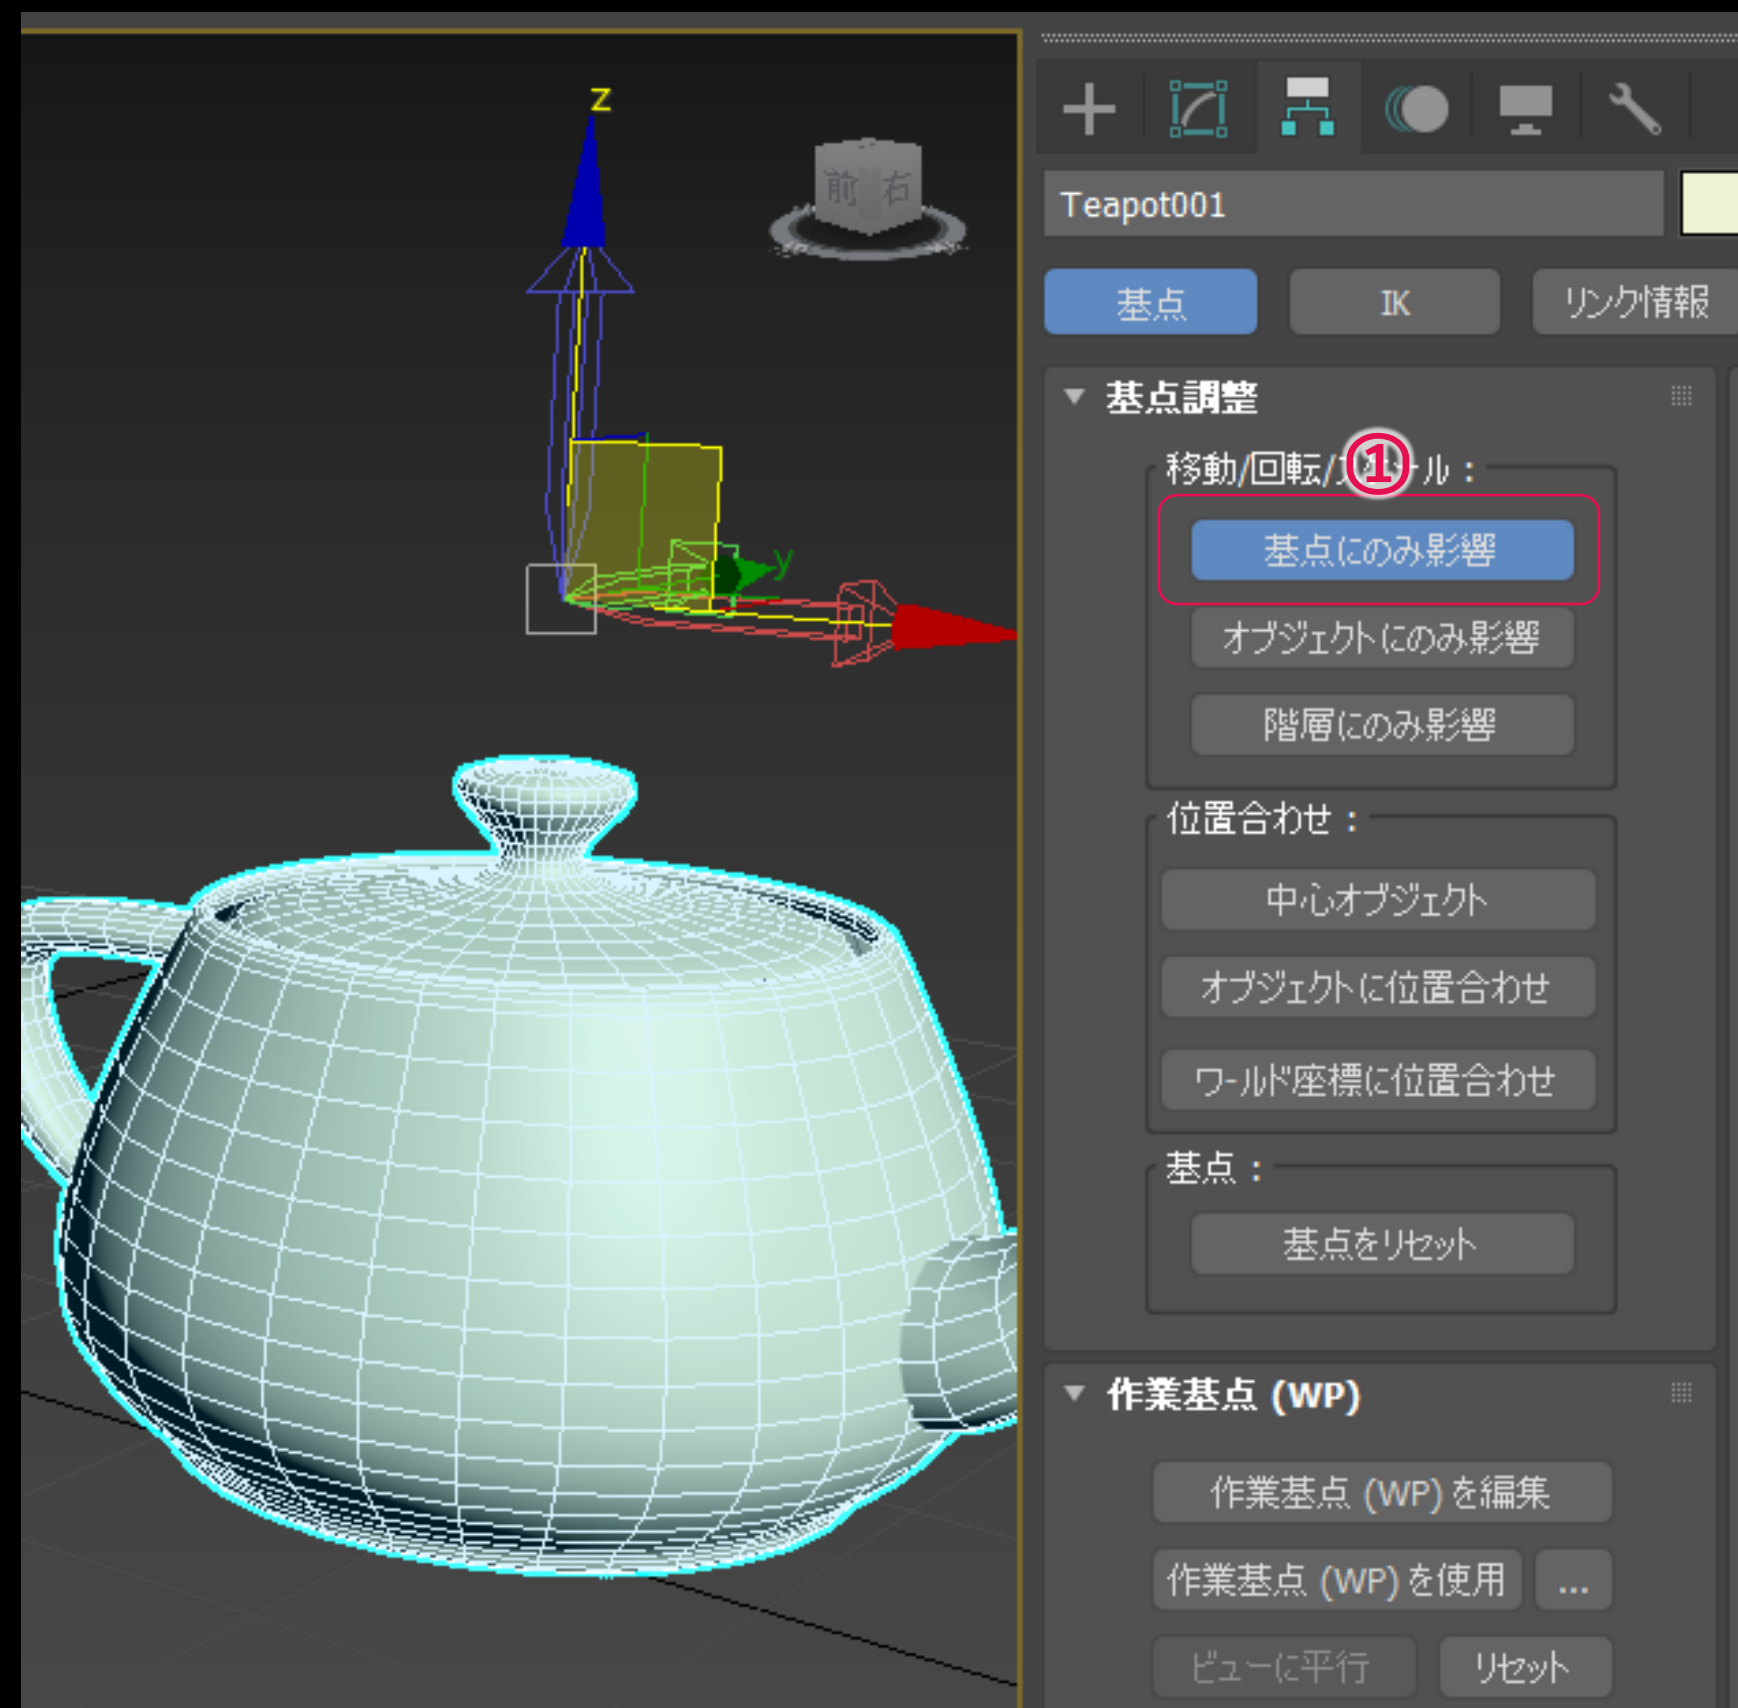 z
前 右
y
Teapot001
基点 IK リンク情報
基点調整
移動/回転/スケール：
①
基点にのみ影響
オブジェクトにのみ影響
階層にのみ影響
位置合わせ：
中心オブジェクト
オブジェクトに位置合わせ
ワールド座標に位置合わせ
基点：
基点をリセット
作業基点 (WP)
作業基点 (WP) を編集
作業基点 (WP) を使用 ...
ビューに平行 リセット